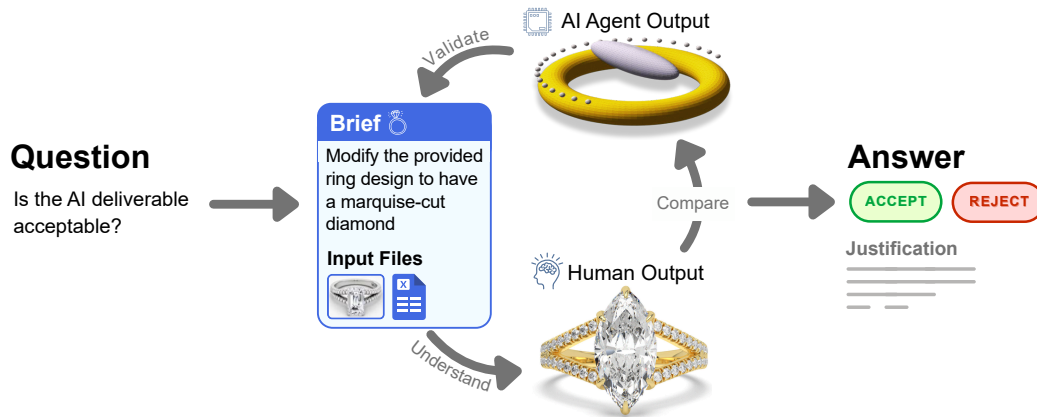 AI Agent Output
Validate
Brief
Question
Modify the provided
ring design to have
a marquise-cut
diamond
Is the AI deliverable
acceptable?
Input Files
X
Understand
Human Output
Compare
Answer
ACCEPT
REJECT
Justification